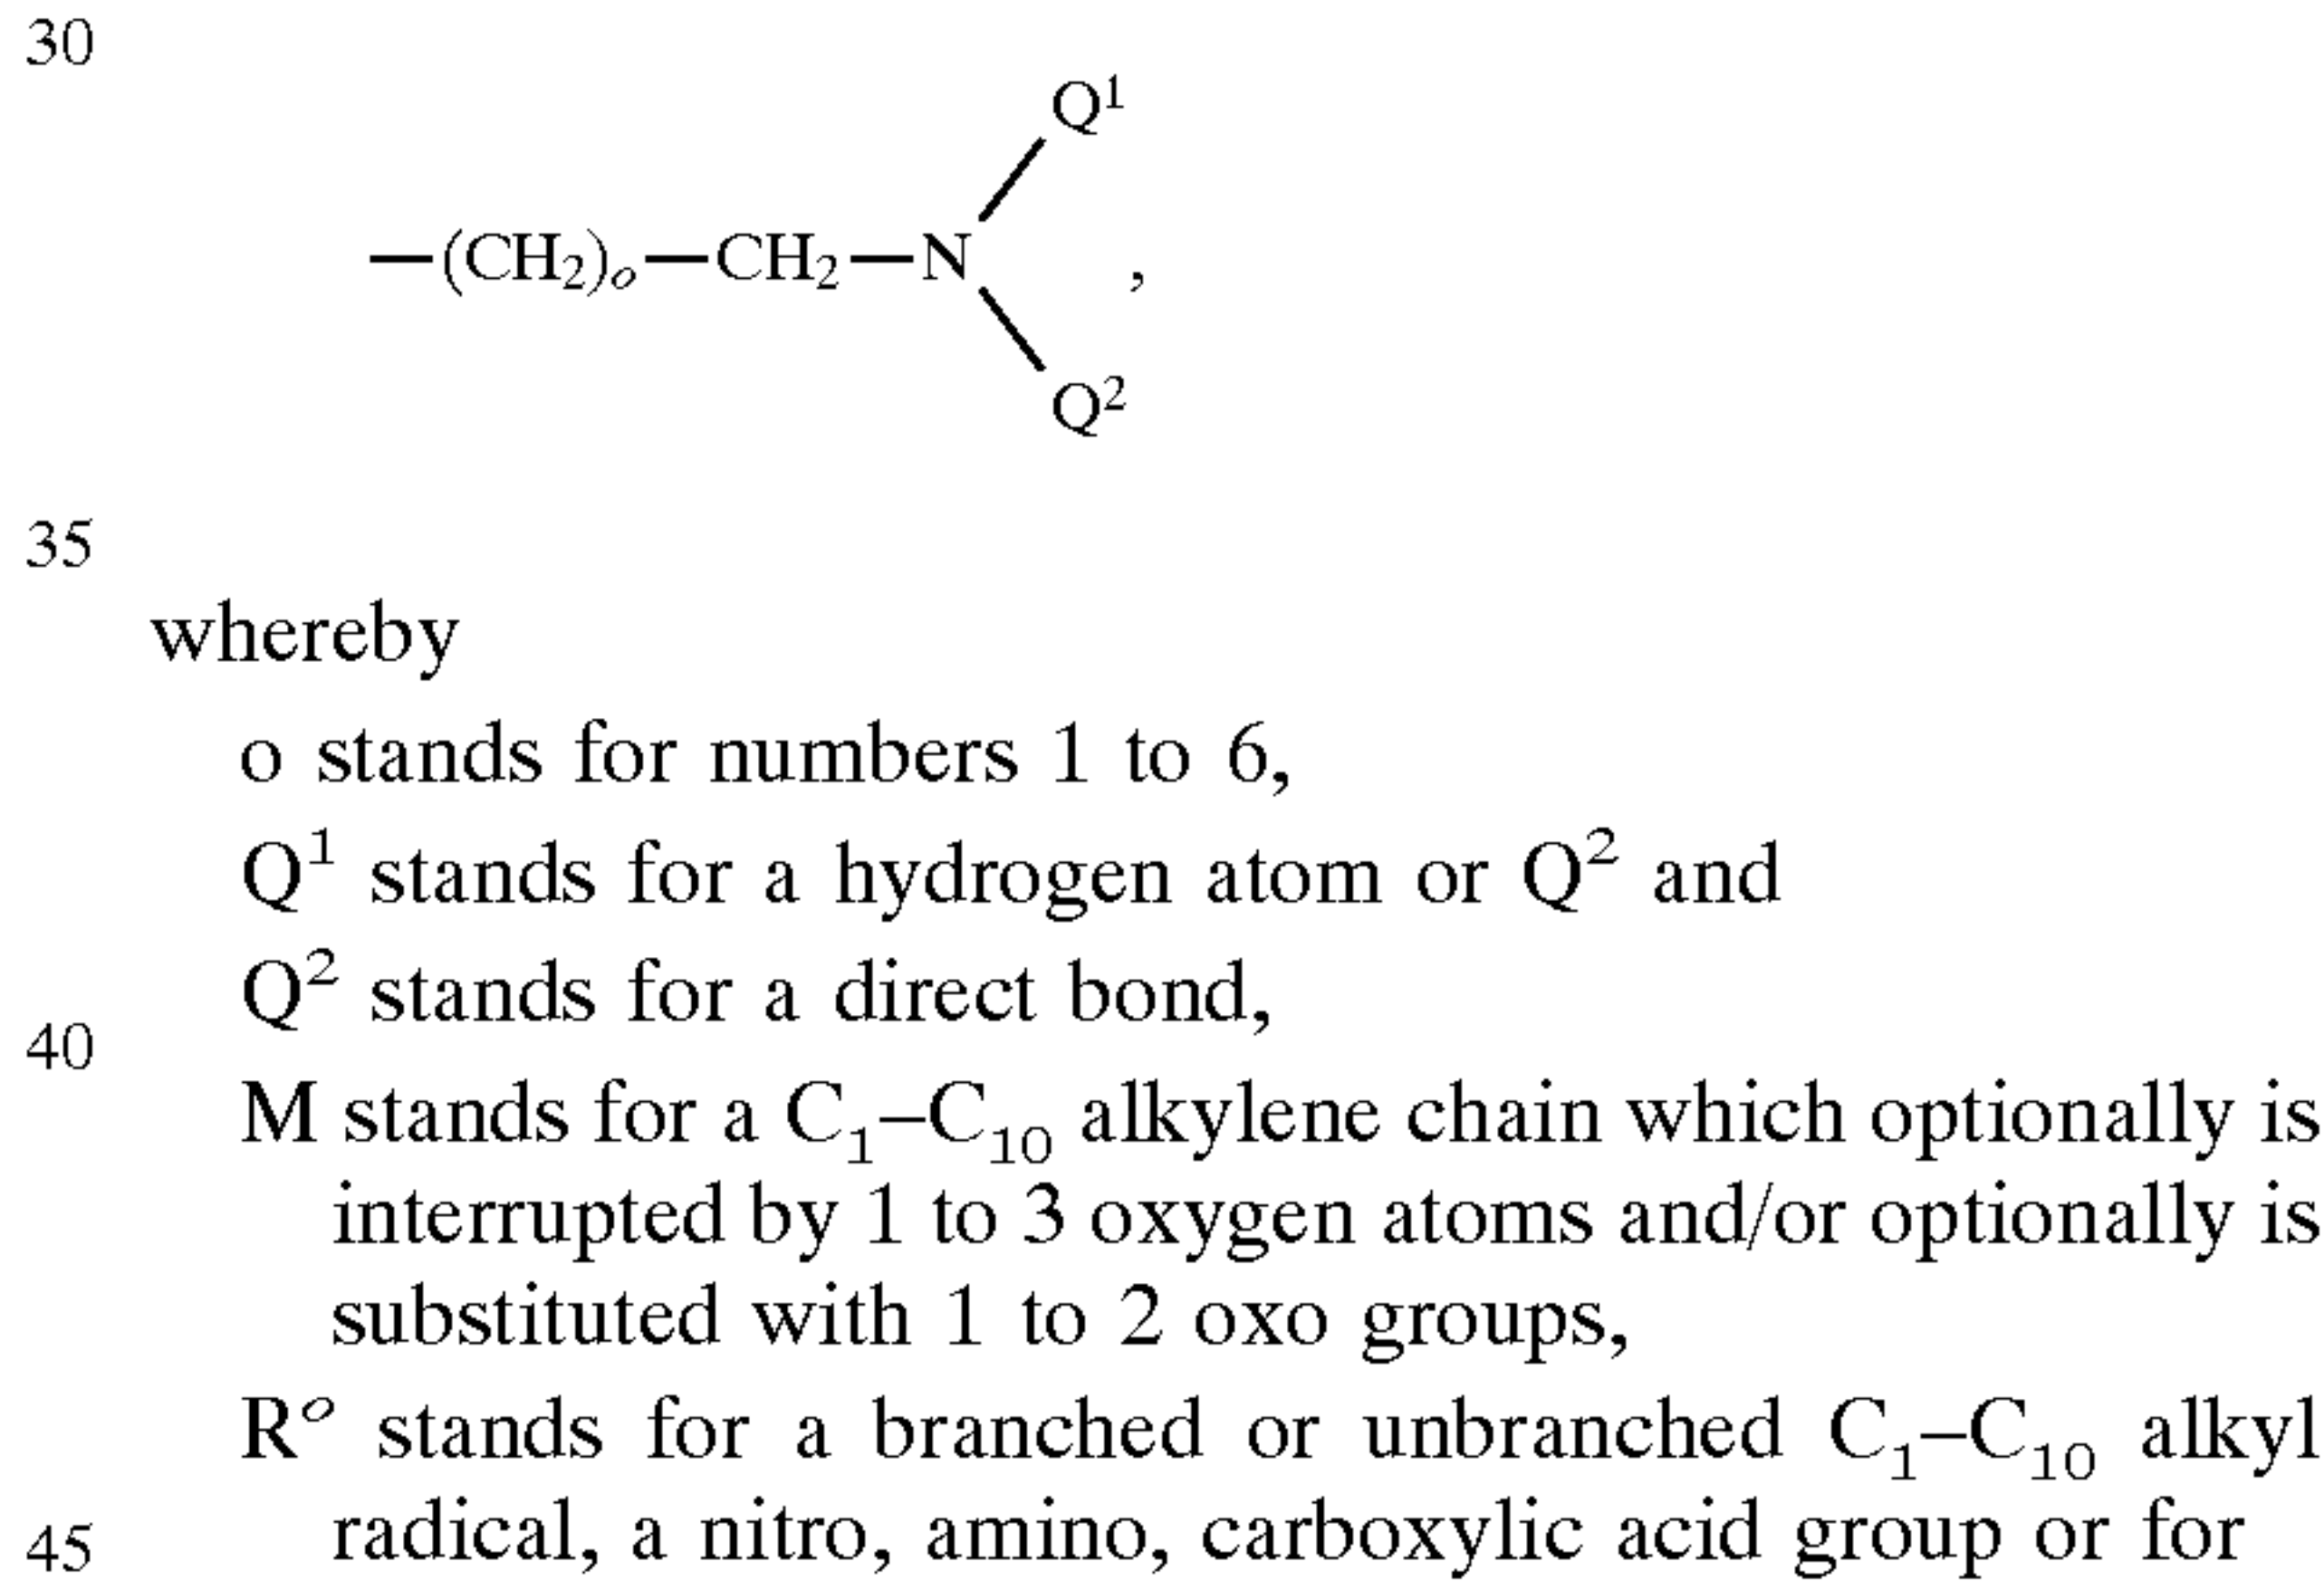 30
Q¹
—(CH₂)ₒ—CH₂—N ,
Q²
35
whereby
o stands for numbers 1 to 6,
Q¹ stands for a hydrogen atom or Q² and
Q² stands for a direct bond,
40
M stands for a C₁–C₁₀ alkylene chain which optionally is
interrupted by 1 to 3 oxygen atoms and/or optionally is
substituted with 1 to 2 oxo groups,
Rᵒ stands for a branched or unbranched C₁–C₁₀ alkyl
45 radical, a nitro, amino, carboxylic acid group or for